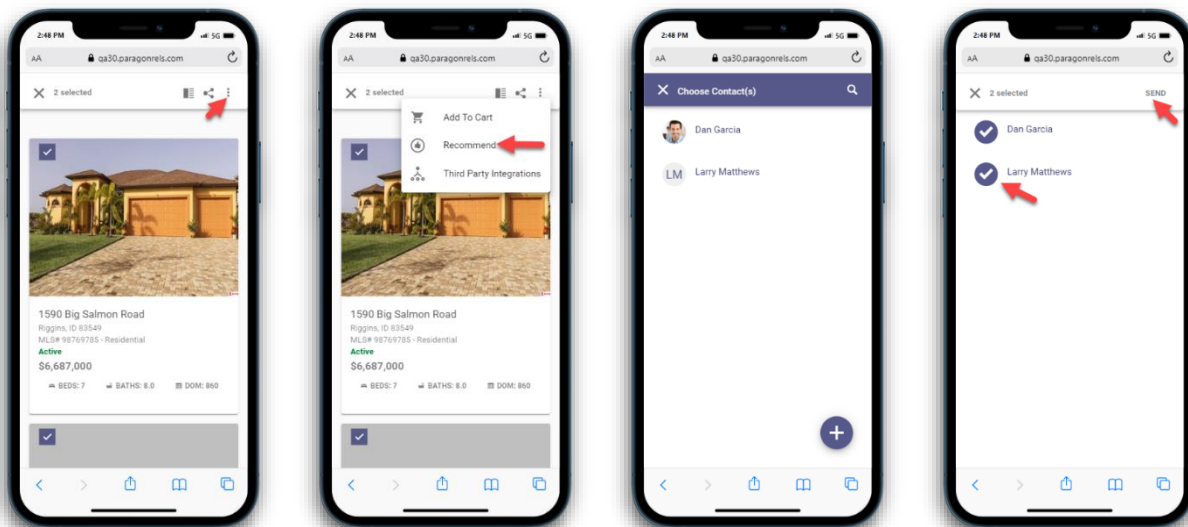 2:48 PM
5G
AA
qa30.paragonrels.com
2 selected
1590 Big Salmon Road
Riggins, ID 83549
MLS# 98769785 - Residential
Active
$6,687,000
BEDS: 7 BATHS: 8.0 DOM: 860
2:48 PM
5G
AA
qa30.paragonrels.com
2 selected
Add To Cart
Recommend
Third Party Integrations
1590 Big Salmon Road
Riggins, ID 83549
MLS# 98769785 - Residential
Active
$6,687,000
BEDS: 7 BATHS: 8.0 DOM: 860
2:48 PM
5G
AA
qa30.paragonrels.com
Choose Contact(s)
Dan Garcia
LM Larry Matthews
2:48 PM
5G
AA
qa30.paragonrels.com
2 selected SEND
Dan Garcia
Larry Matthews